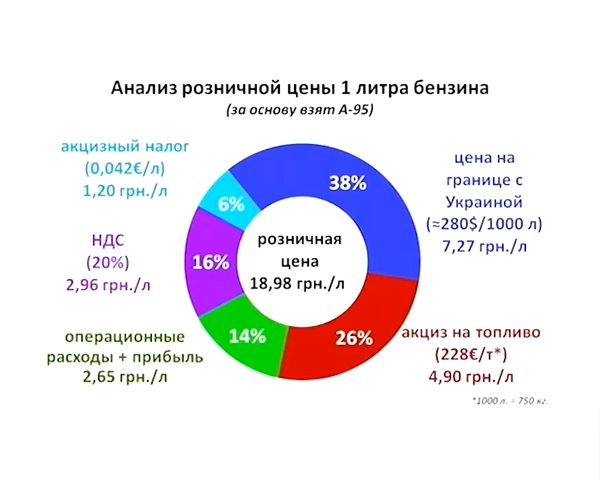 Анализ розничной цены 1 литра бензина
(за основу взят А-95)
акцизный налог
(0,042€/л)
1,20 грн./л
6%
38%
цена на
границе с
Украиной
(≈280$/1000 л)
7,27 грн./л
НДС
(20%)
2,96 грн./л
16%
розничная
цена
18,98 грн./л
операционные
расходы + прибыль
2,65 грн./л
14%
26%
акциз на топливо
(228€/т*)
4,90 грн./л
*1000 л. = 750 кг.